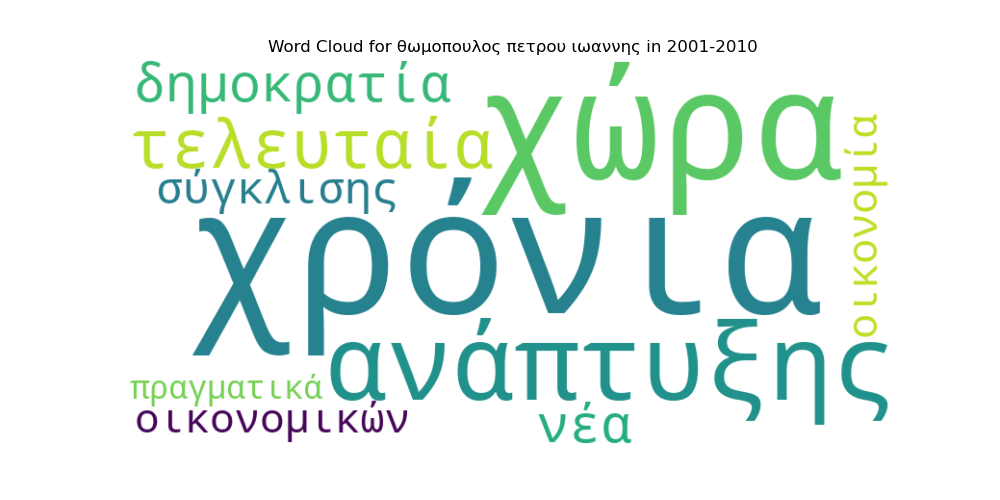 Word Cloud for θωμοπουλος πετρου ιωαννης in 2001-2010
δημοκρατία
χώρα
τελευταία
οικονομία
σύγκλισης
χρόνια
ανάπτυξης
πραγματικά
οικονομικών
νέα